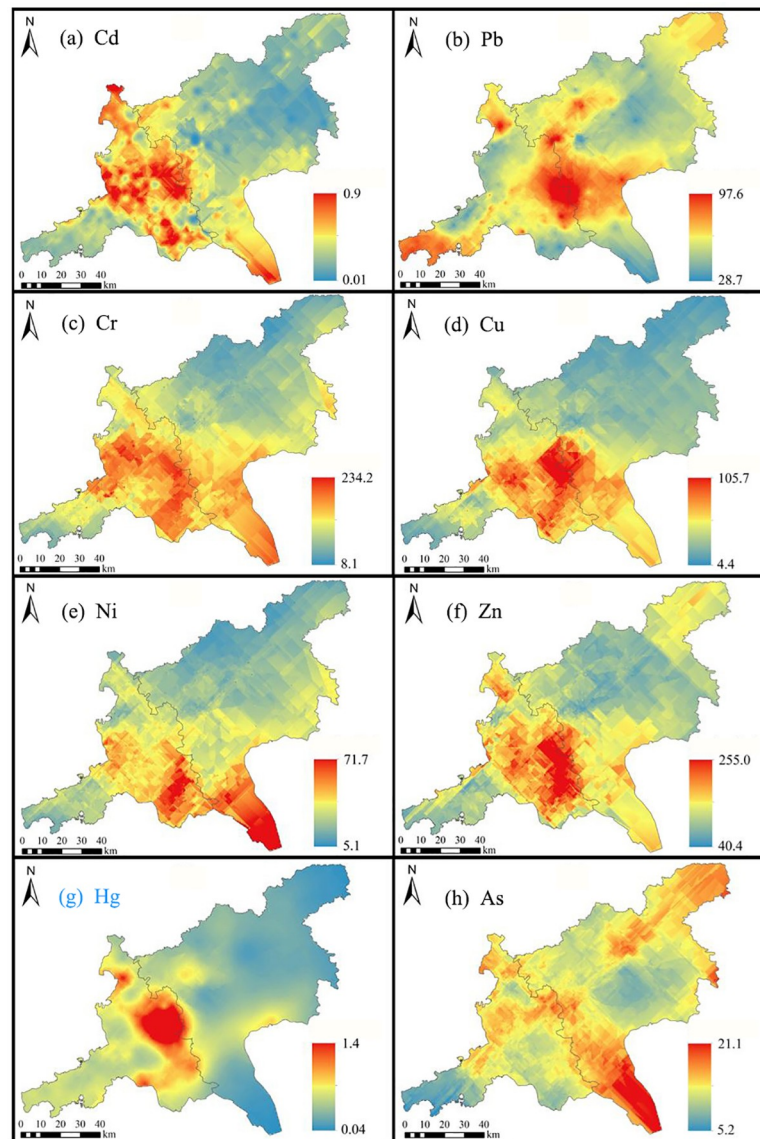 N
(a) Cd
0.9
0.01
0 10 20 30 40
km
N
(b) Pb
97.6
28.7
0 10 20 30 40
km
N
(c) Cr
234.2
8.1
0 10 20 30 40
km
N
(d) Cu
105.7
4.4
0 10 20 30 40
km
N
(e) Ni
71.7
5.1
0 10 20 30 40
km
N
(f) Zn
255.0
40.4
0 10 20 30 40
km
N
(g) Hg
1.4
0.04
0 10 20 30 40
km
N
(h) As
21.1
5.2
0 10 20 30 40
km